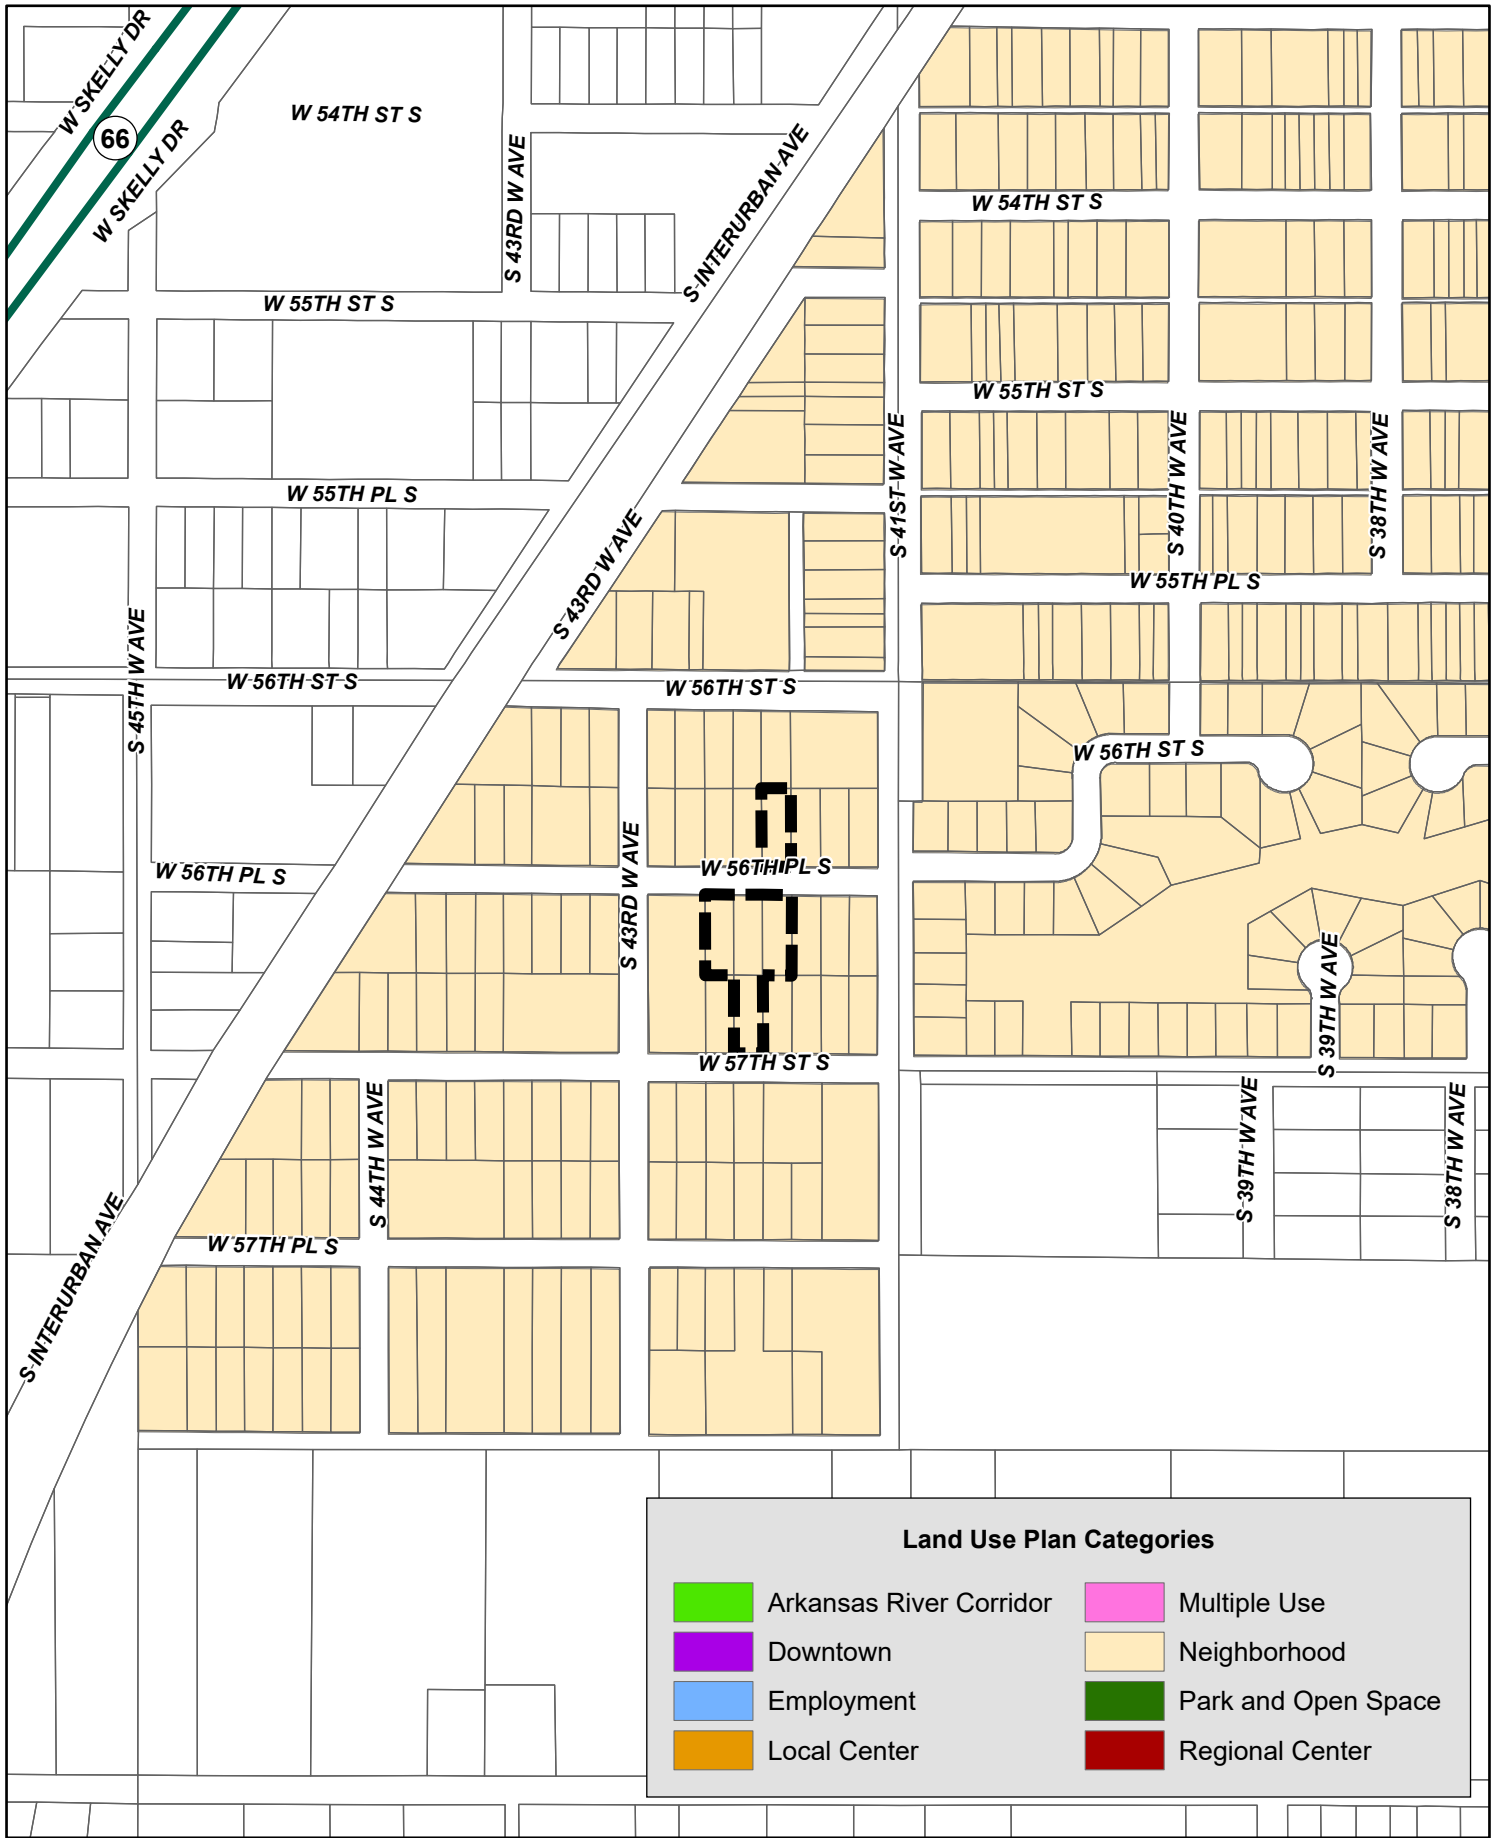 W SKELLY DR
66
W SKELLY DR
W 54TH ST S
S 43RD W AVE
S INTERURBAN AVE
W 54TH ST S
W 55TH ST S
W 55TH ST S
S 41ST W AVE
S 40TH W AVE
S 38TH W AVE
W 55TH PL S
S 43RD W AVE
W 55TH PL S
S 45TH W AVE
W 56TH ST S
W 56TH ST S
W 56TH ST S
S 43RD W AVE
W 56TH PL S
W 56TH PL S
S 39TH W AVE
W 57TH ST S
S 44TH W AVE
S 39TH W AVE
S 38TH W AVE
W 57TH PL S
S INTERURBAN AVE
Land Use Plan Categories
Arkansas River Corridor
Downtown
Employment
Local Center
Multiple Use
Neighborhood
Park and Open Space
Regional Center